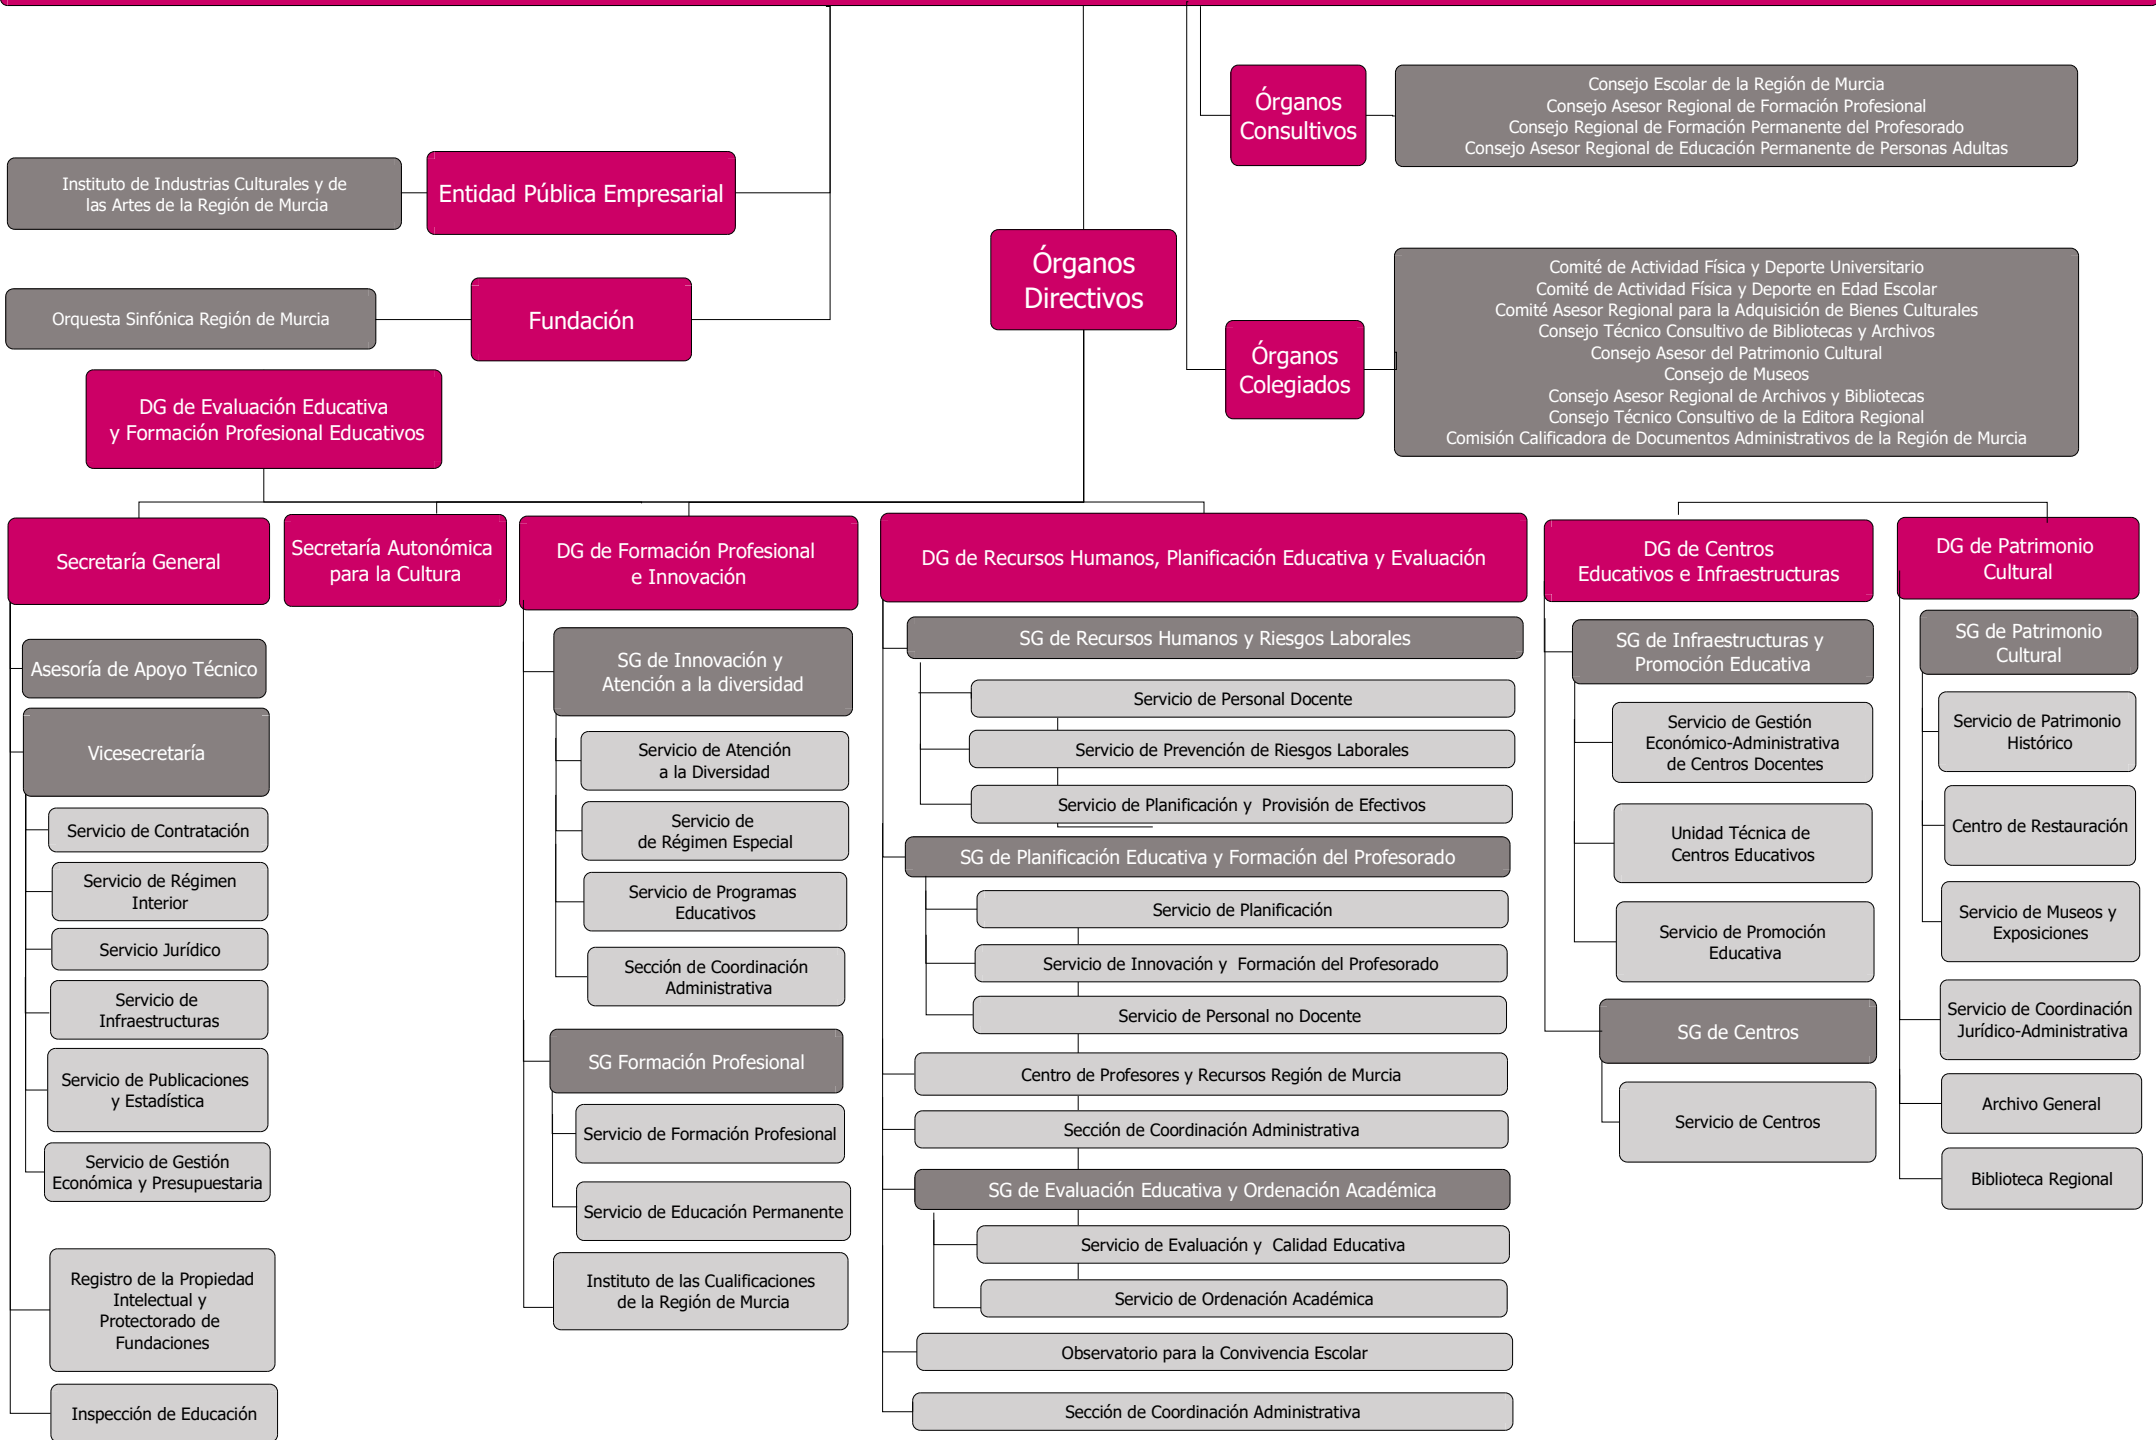 Órganos
Consultivos
Consejo Escolar de la Región de Murcia
Consejo Asesor Regional de Formación Profesional
Consejo Regional de Formación Permanente del Profesorado
Consejo Asesor Regional de Educación Permanente de Personas Adultas
Instituto de Industrias Culturales y de
las Artes de la Región de Murcia
Entidad Pública Empresarial
Órganos
Directivos
Orquesta Sinfónica Región de Murcia
Fundación
Órganos
Colegiados
Comité de Actividad Física y Deporte Universitario
Comité de Actividad Física y Deporte en Edad Escolar
Comité Asesor Regional para la Adquisición de Bienes Culturales
Consejo Técnico Consultivo de Bibliotecas y Archivos
Consejo Asesor del Patrimonio Cultural
Consejo de Museos
Consejo Asesor Regional de Archivos y Bibliotecas
Consejo Técnico Consultivo de la Editora Regional
Comisión Calificadora de Documentos Administrativos de la Región de Murcia
DG de Evaluación Educativa
y Formación Profesional Educativos
Secretaría General
Asesoría de Apoyo Técnico
Vicesecretaría
Servicio de Contratación
Servicio de Régimen
Interior
Servicio Jurídico
Servicio de
Infraestructuras
Servicio de Publicaciones
y Estadística
Servicio de Gestión
Económica y Presupuestaria
Registro de la Propiedad
Intelectual y
Protectorado de
Fundaciones
Inspección de Educación
Secretaría Autonómica
para la Cultura
DG de Formación Profesional
e Innovación
SG de Innovación y
Atención a la diversidad
Servicio de Atención
a la Diversidad
Servicio de
de Régimen Especial
Servicio de Programas
Educativos
Sección de Coordinación
Administrativa
SG Formación Profesional
Servicio de Formación Profesional
Servicio de Educación Permanente
Instituto de las Cualificaciones
de la Región de Murcia
DG de Recursos Humanos, Planificación Educativa y Evaluación
SG de Recursos Humanos y Riesgos Laborales
Servicio de Personal Docente
Servicio de Prevención de Riesgos Laborales
Servicio de Planificación y Provisión de Efectivos
SG de Planificación Educativa y Formación del Profesorado
Servicio de Planificación
Servicio de Innovación y Formación del Profesorado
Servicio de Personal no Docente
Centro de Profesores y Recursos Región de Murcia
Sección de Coordinación Administrativa
SG de Evaluación Educativa y Ordenación Académica
Servicio de Evaluación y Calidad Educativa
Servicio de Ordenación Académica
Observatorio para la Convivencia Escolar
Sección de Coordinación Administrativa
DG de Centros
Educativos e Infraestructuras
SG de Infraestructuras y
Promoción Educativa
Servicio de Gestión
Económico-Administrativa
de Centros Docentes
Unidad Técnica de
Centros Educativos
Servicio de Promoción
Educativa
SG de Centros
Servicio de Centros
DG de Patrimonio
Cultural
SG de Patrimonio
Cultural
Servicio de Patrimonio
Histórico
Centro de Restauración
Servicio de Museos y
Exposiciones
Servicio de Coordinación
Jurídico-Administrativa
Archivo General
Biblioteca Regional